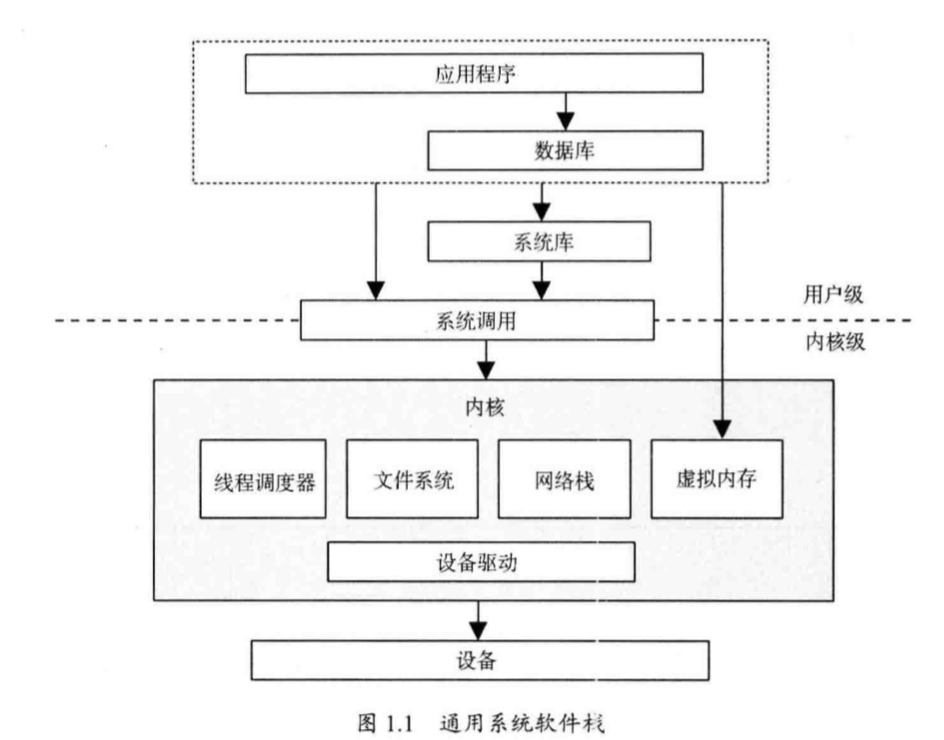 应用程序
数据库
系统库
用户级
系统调用
内核级
内核
线程调度器 文件系统 网络栈 虚拟内存
设备驱动
设备
图 1.1 通用系统软件栈